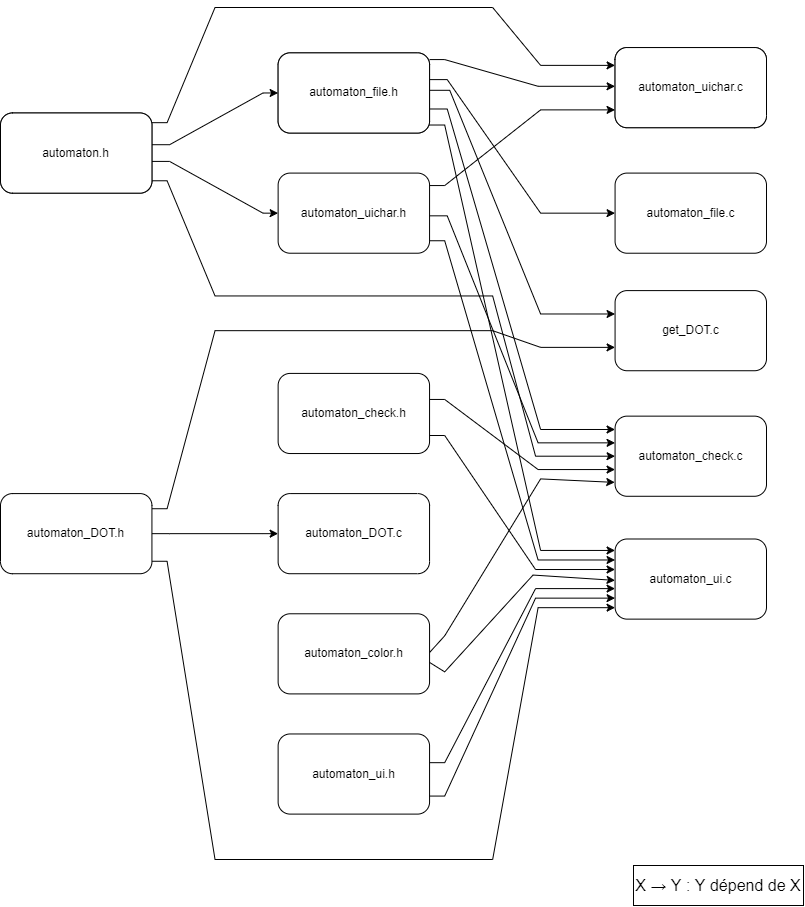 automaton_uichar.c
automaton_file.h
automaton.h
automaton_uichar.h
automaton_file.c
get_DOT.c
automaton_check.h
automaton_check.c
automaton_DOT.h
automaton_DOT.c
automaton_ui.c
automaton_color.h
automaton_ui.h
X → Y : Y dépend de X